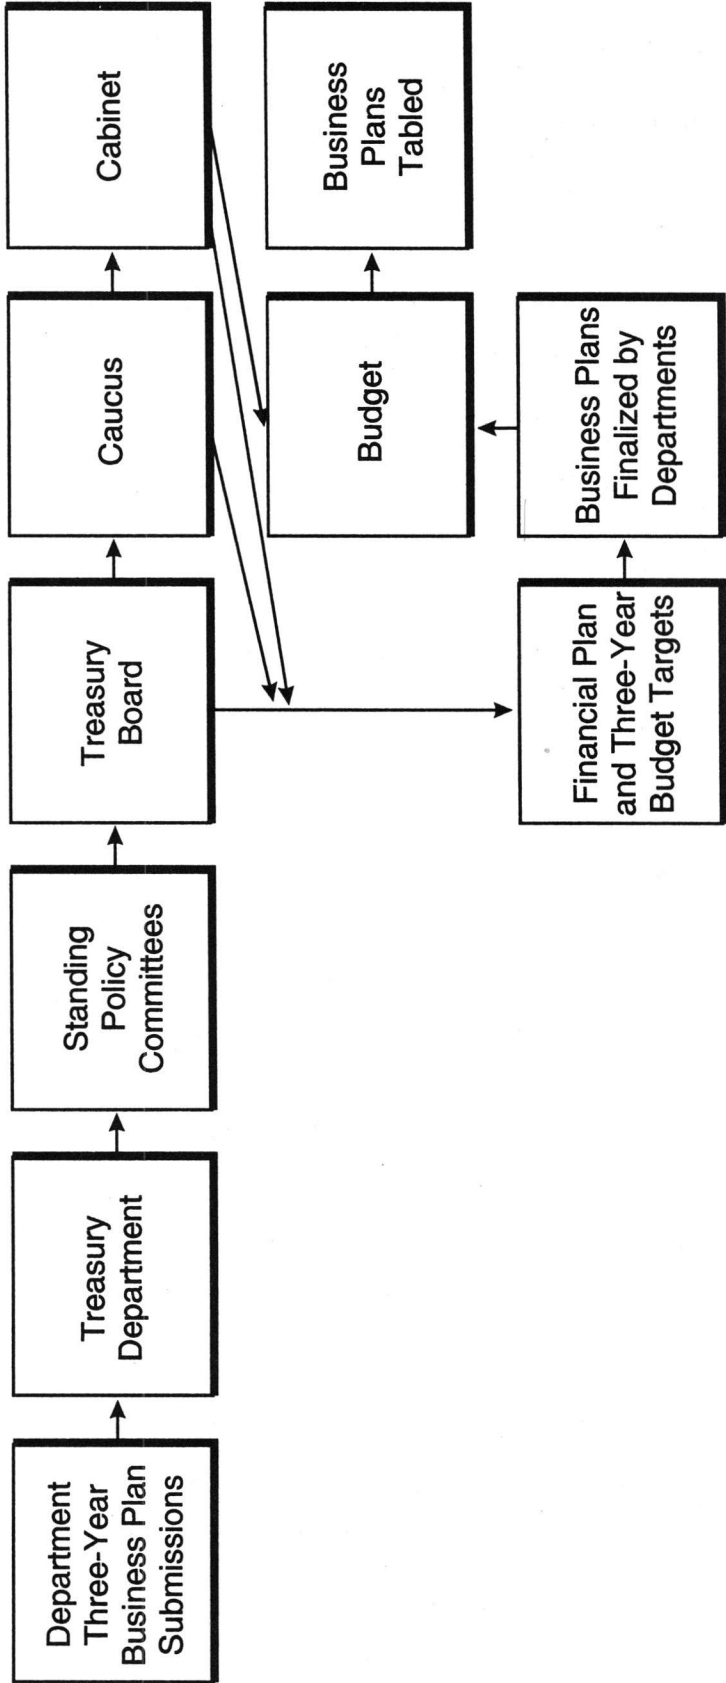 Department
Three-Year
Business Plan
Submissions
Treasury
Department
Standing
Policy
Committees
Treasury
Board
Caucus
Cabinet
Budget
Business
Plans
Tabled
Financial Plan
and Three-Year
Budget Targets
Business Plans
Finalized by
Departments